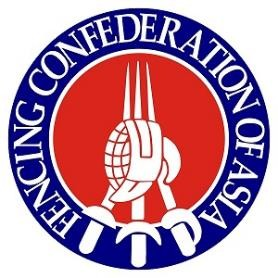 FENCING CONFEDERATION OF ASIA